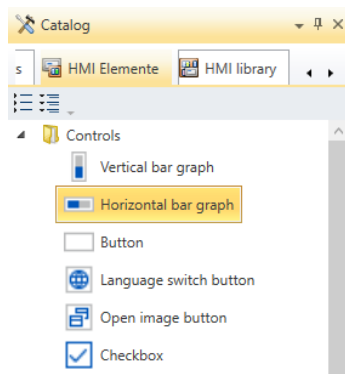 Catalog
s HMI Elemente HMI library
Controls
Vertical bar graph
Horizontal bar graph
Button
Language switch button
Open image button
Checkbox